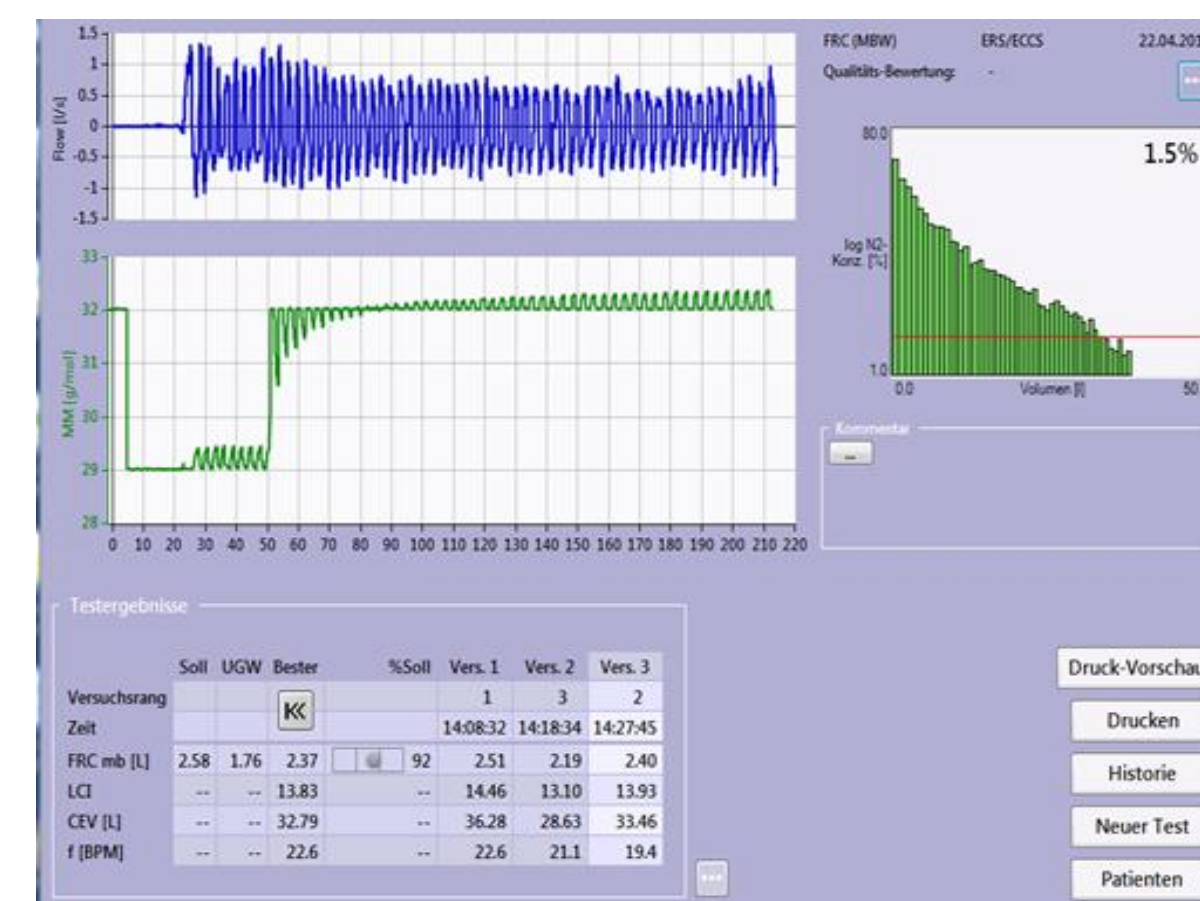 1.5
1
0.5
0
-0.5
-1
-1.5
Flow [l/s]
33
32
31
30
29
28
MM [g/mol]
0 10 20 30 40 50 60 70 80 90 100 110 120 130 140 150 160 170 180 190 200 210 220
FRC (MBW) ERS/ECCS 22.04.201
Qualitäts-Bewertung: -
...
80.0
1.5%
log N2-
Konz. [%]
1.0
0.0 Volumen [l] 50
Kommentar
...
Testergebnisse
Soll UGW Bester %Soll Vers. 1 Vers. 2 Vers. 3
Versuchsrang 1 3 2
Zeit 14:08:32 14:18:34 14:27:45
FRC mb [L] 2.58 1.76 2.37 92 2.51 2.19 2.40
LCI -- -- 13.83 -- 14.46 13.10 13.93
CEV [L] -- -- 32.79 -- 36.28 28.63 33.46
f [BPM] -- -- 22.6 -- 22.6 21.1 19.4
...
Druck-Vorschau
Drucken
Historie
Neuer Test
Patienten